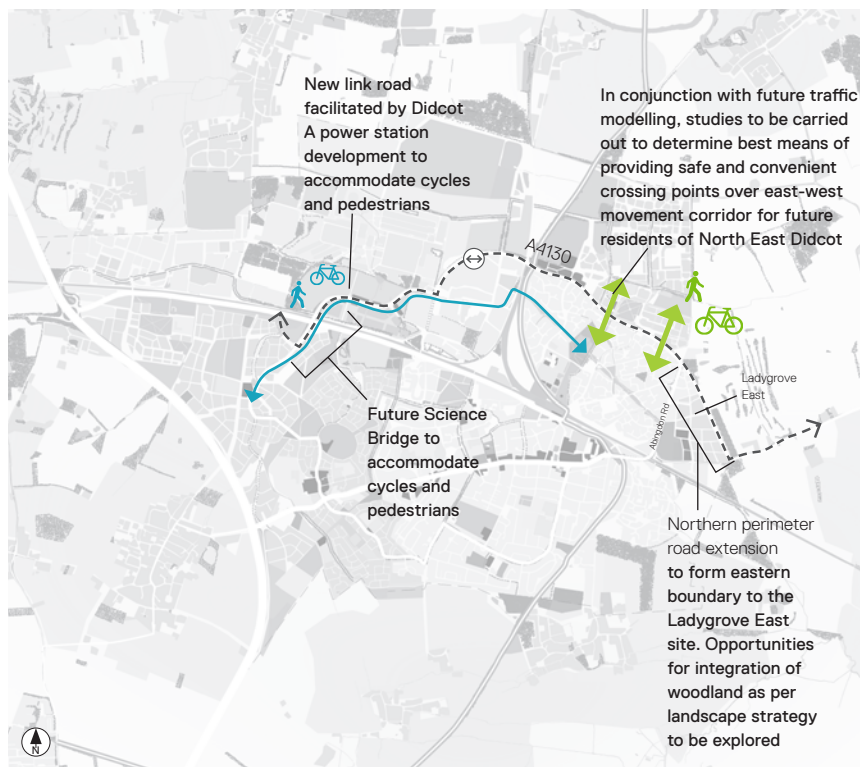 New link road
facilitated by Didcot
A power station
development to
accommodate cycles
and pedestrians
In conjunction with future traffic
modelling, studies to be carried
out to determine best means of
providing safe and convenient
crossing points over east-west
movement corridor for future
residents of North East Didcot
A4130
Ladygrove
East
Abingdon Rd
Future Science
Bridge to
accommodate
cycles and
pedestrians
Northern perimeter
road extension
to form eastern
boundary to the
Ladygrove East
site. Opportunities
for integration of
woodland as per
landscape strategy
to be explored
N